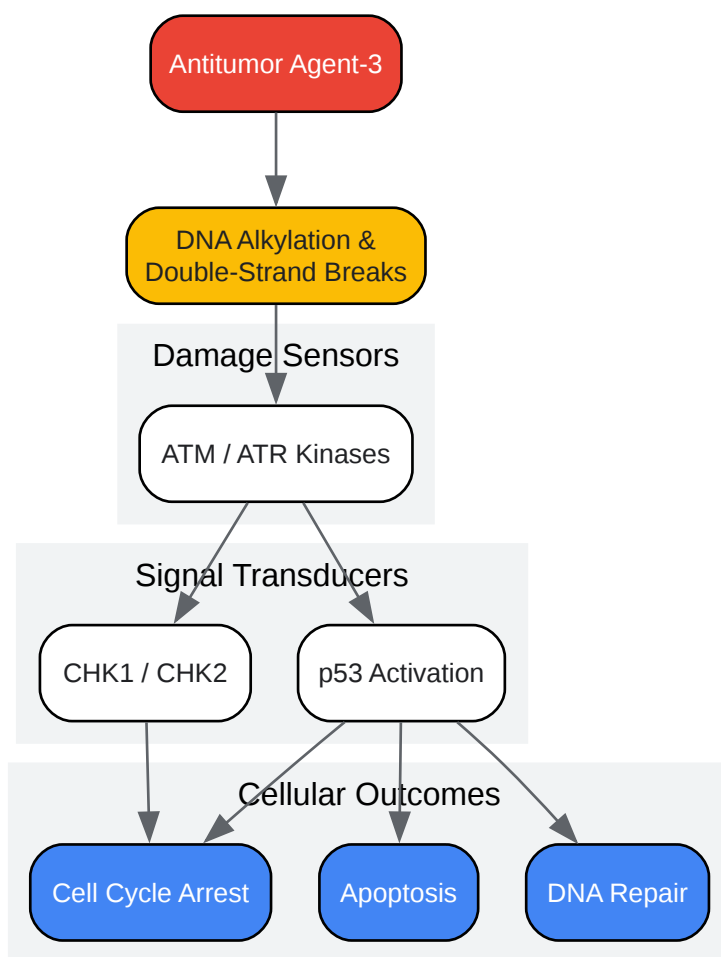 Antitumor Agent-3
DNA Alkylation &
Double-Strand Breaks
Damage Sensors
ATM / ATR Kinases
Signal Transducers
CHK1 / CHK2
p53 Activation
Cellular Outcomes
Cell Cycle Arrest
Apoptosis
DNA Repair